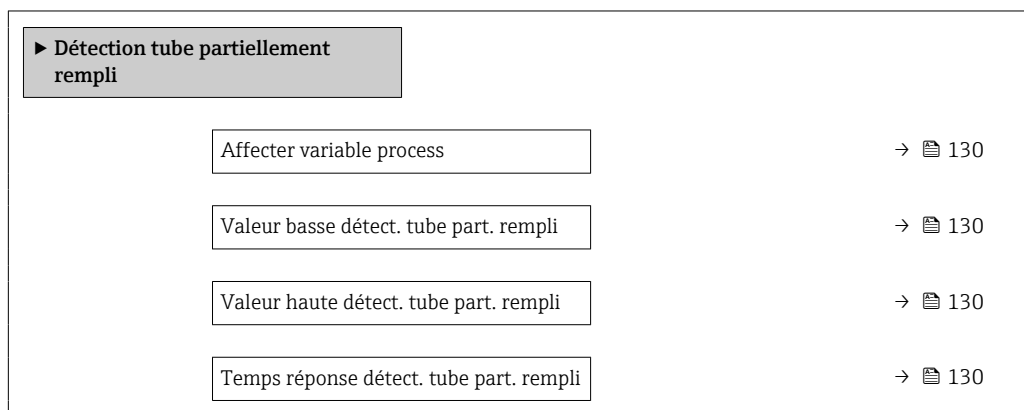 ▶ Détection tube partiellement
rempli
Affecter variable process → 130
Valeur basse détect. tube part. rempli → 130
Valeur haute détect. tube part. rempli → 130
Temps réponse détect. tube part. rempli → 130